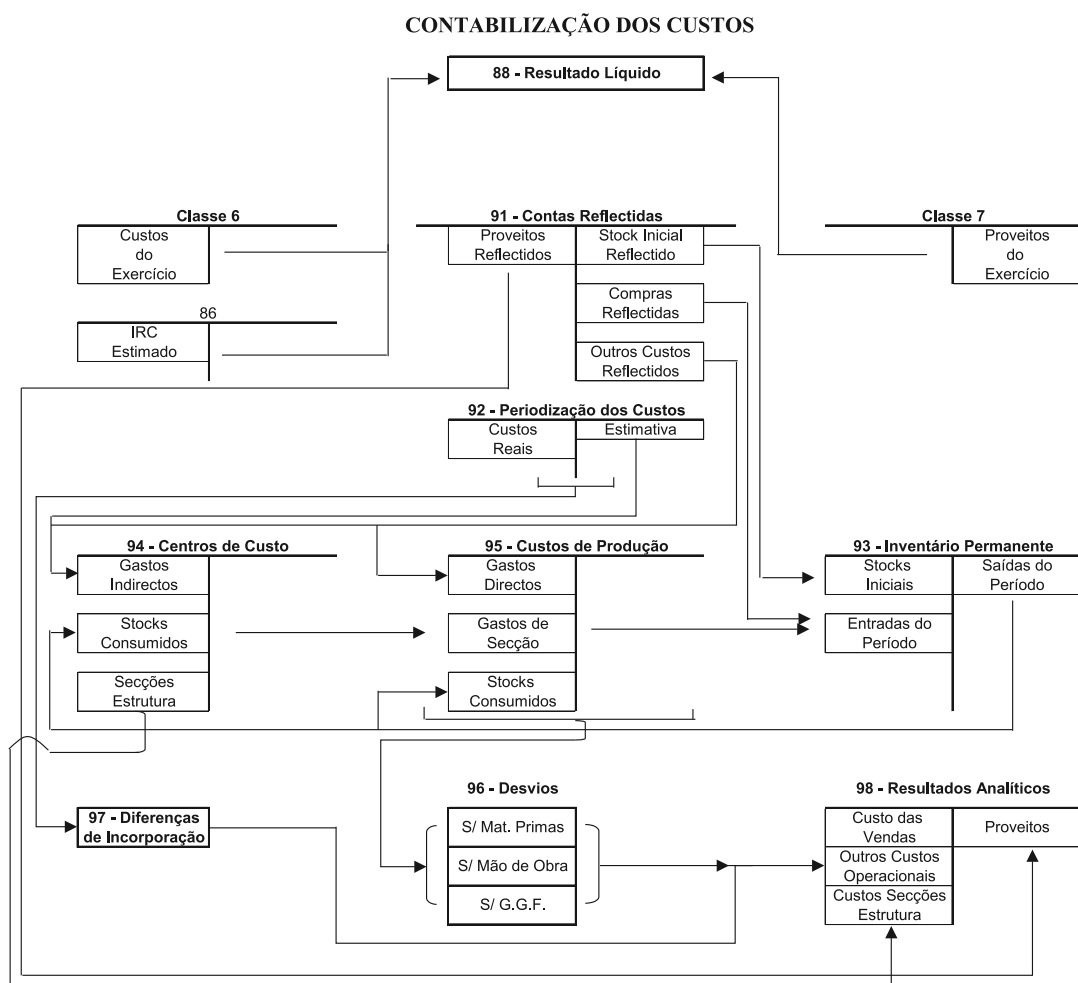 CONTABILIZAÇÃO DOS CUSTOS
88 - Resultado Líquido
Classe 6
Custos
do
Exercício
86
IRC
Estimado
91 - Contas Reflectidas
Proveitos
Reflectidos
Stock Inicial
Reflectido
Compras
Reflectidas
Outros Custos
Reflectidos
Classe 7
Proveitos
do
Exercício
92 - Periodização dos Custos
Custos
Reais
Estimativa
94 - Centros de Custo
Gastos
Indirectos
Stocks
Consumidos
Secções
Estrutura
95 - Custos de Produção
Gastos
Directos
Gastos de
Secção
Stocks
Consumidos
93 - Inventário Permanente
Stocks
Iniciais
Saídas do
Período
Entradas do
Período
97 - Diferenças
de Incorporação
96 - Desvios
S/ Mat. Primas
S/ Mão de Obra
S/ G.G.F.
98 - Resultados Analíticos
Custo das
Vendas
Proveitos
Outros Custos
Operacionais
Custos Secções
Estrutura